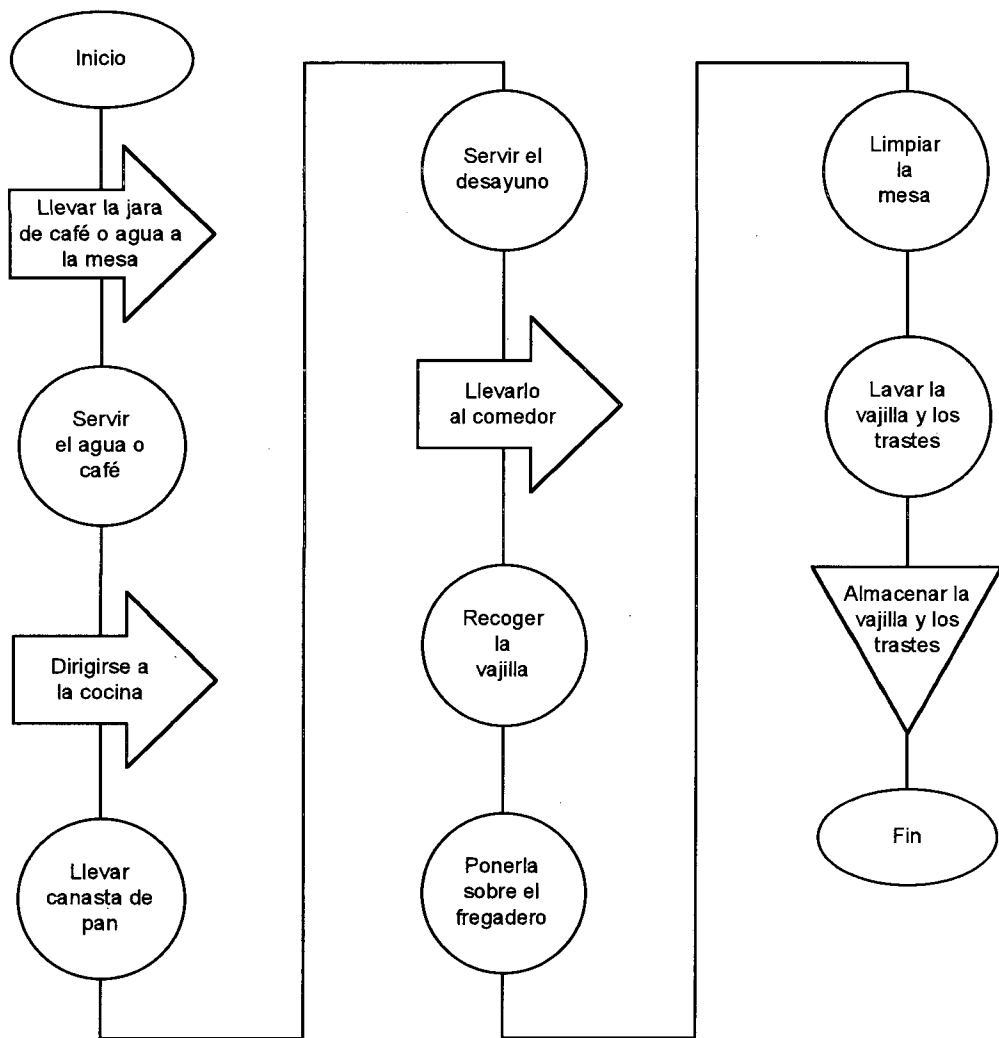 Inicio
Llevar la jara
de café o agua a
la mesa
Servir
el agua o
café
Dirigirse a
la cocina
Llevar
canasta de
pan
Servir el
desayuno
Llevarlo
al comedor
Recoger
la
vajilla
Ponerla
sobre el
fregadero
Limpiar
la
mesa
Lavar la
vajilla y los
trastes
Almacenar la
vajilla y los
trastes
Fin